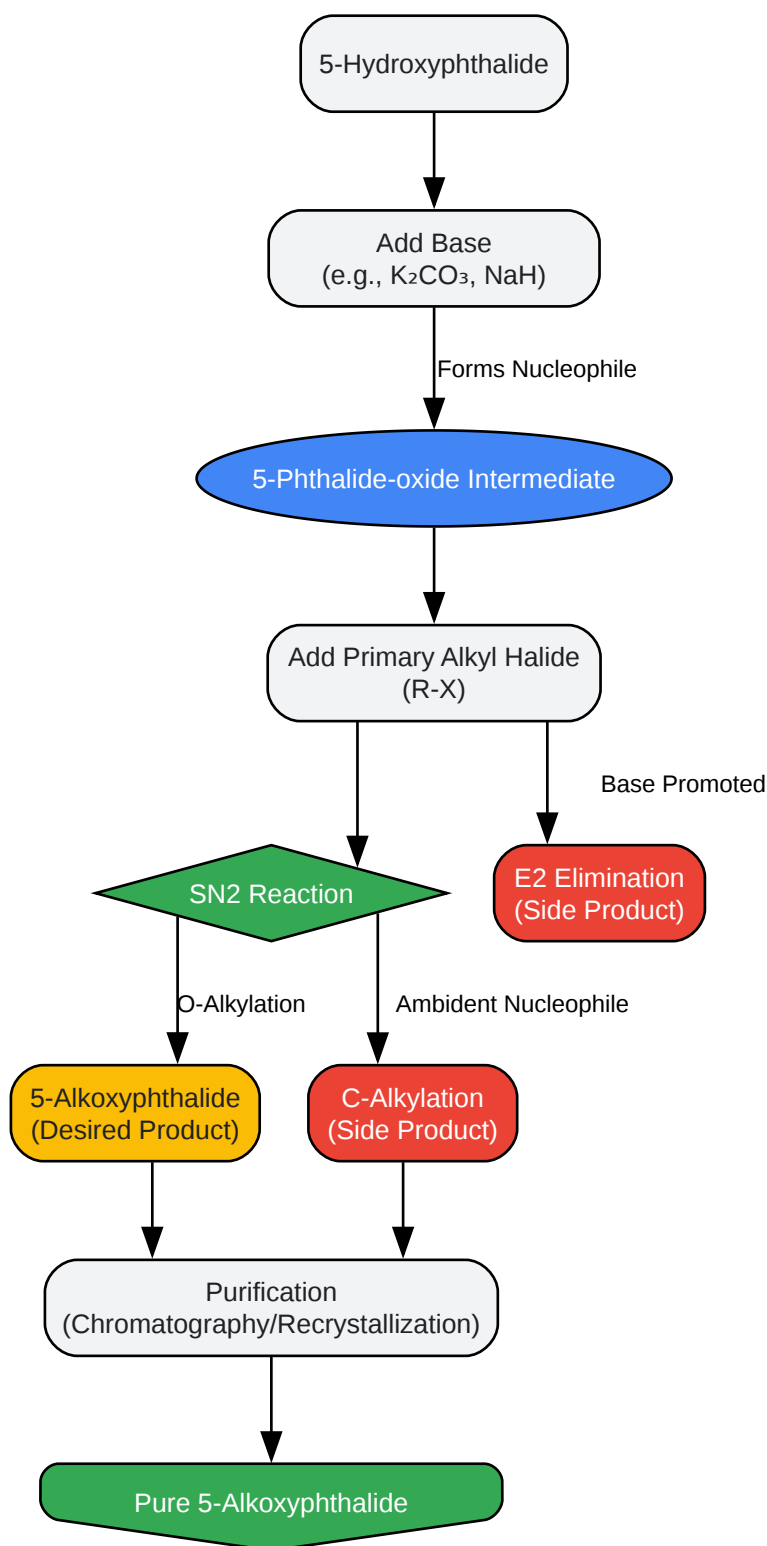 5-Hydroxyphthalide
Add Base
(e.g., K₂CO₃, NaH)
Forms Nucleophile
5-Phthalide-oxide Intermediate
Add Primary Alkyl Halide
(R-X)
Base Promoted
SN2 Reaction
E2 Elimination
(Side Product)
O-Alkylation
Ambident Nucleophile
5-Alkoxyphthalide
(Desired Product)
C-Alkylation
(Side Product)
Purification
(Chromatography/Recrystallization)
Pure 5-Alkoxyphthalide